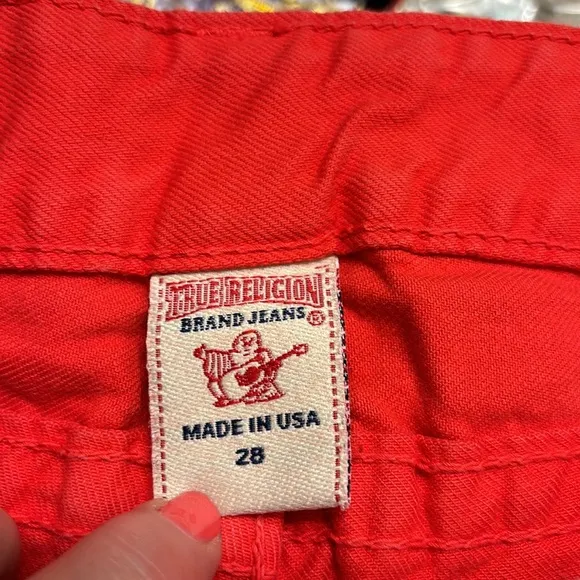 TRUE RELIGION
BRAND JEANS ®
MADE IN USA
28